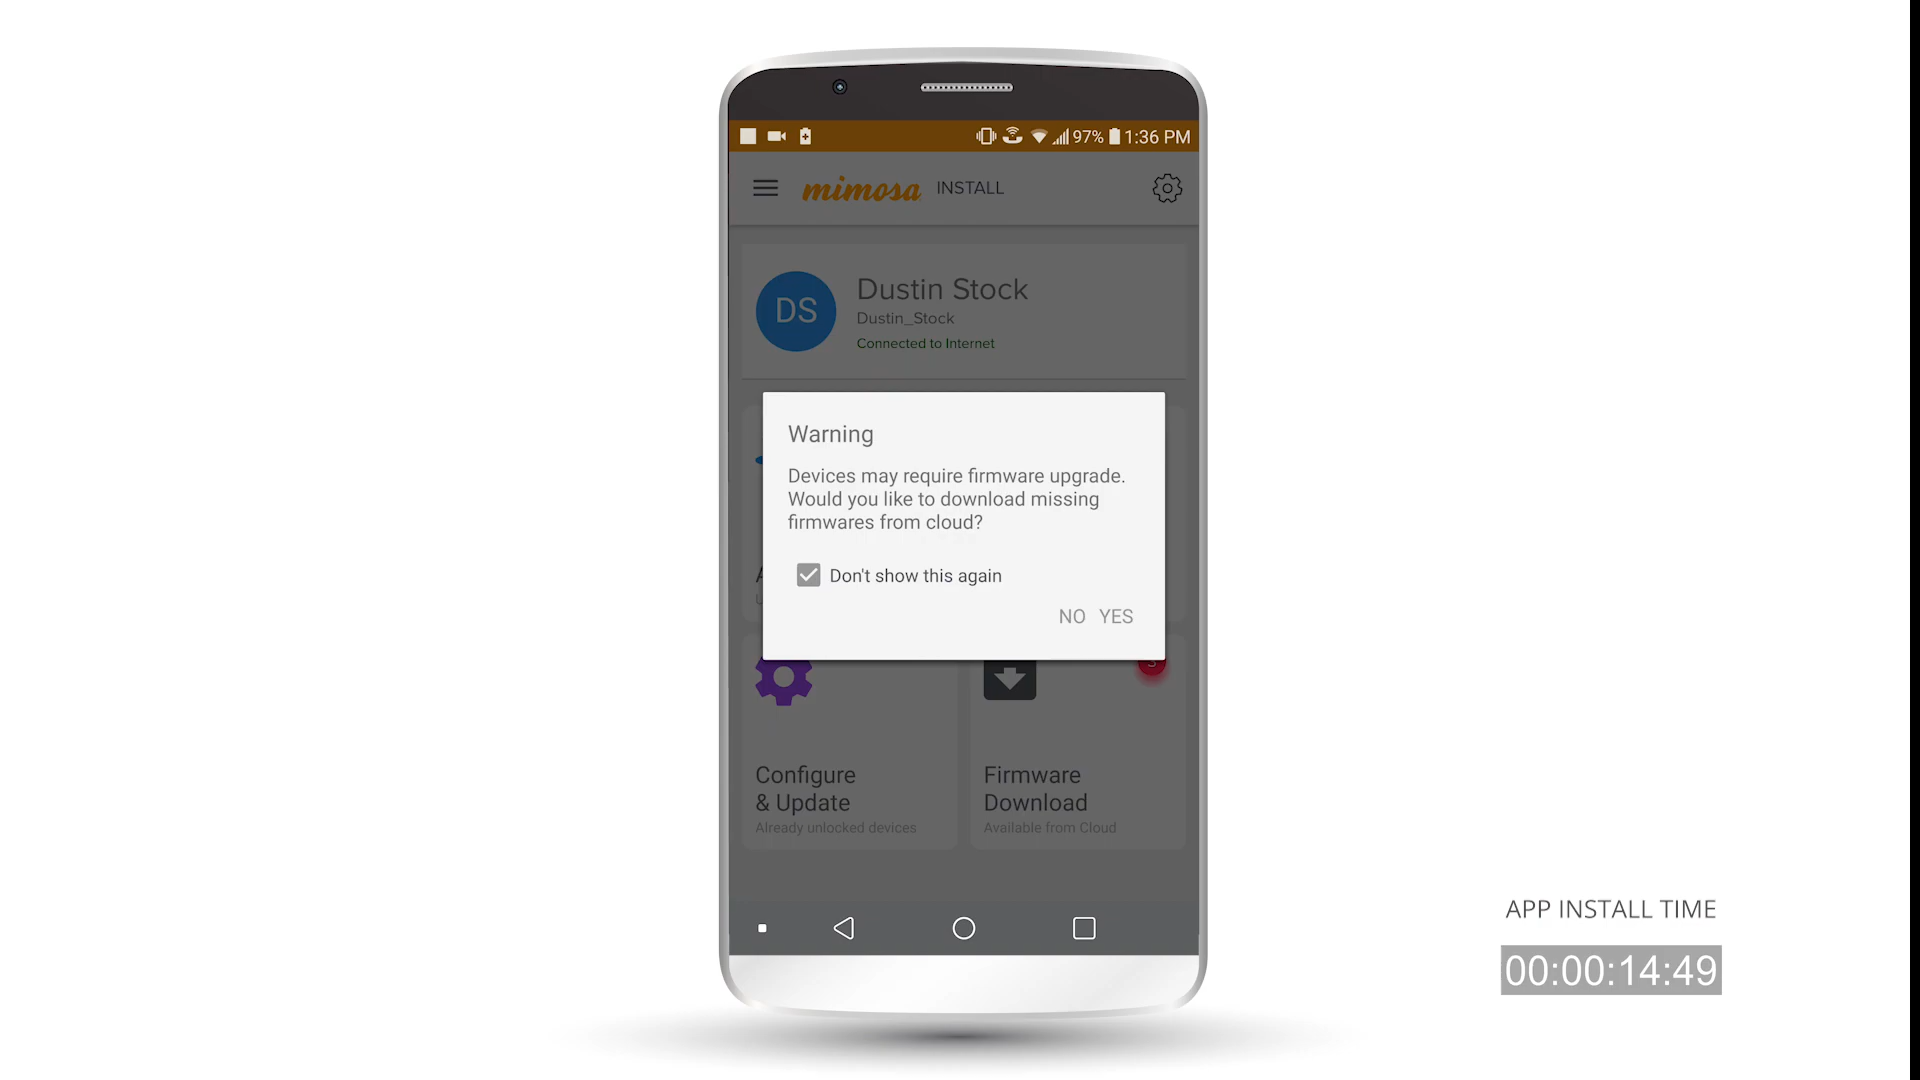 97% 1:36 PM
mimosa INSTALL
DS
Dustin Stock
Dustin_Stock
Connected to Internet
Warning
Devices may require firmware upgrade.
Would you like to download missing
firmwares from cloud?
Don't show this again
NO YES
Configure
& Update
Already unlocked devices
Firmware
Download
Available from Cloud
APP INSTALL TIME
00:00:14:49